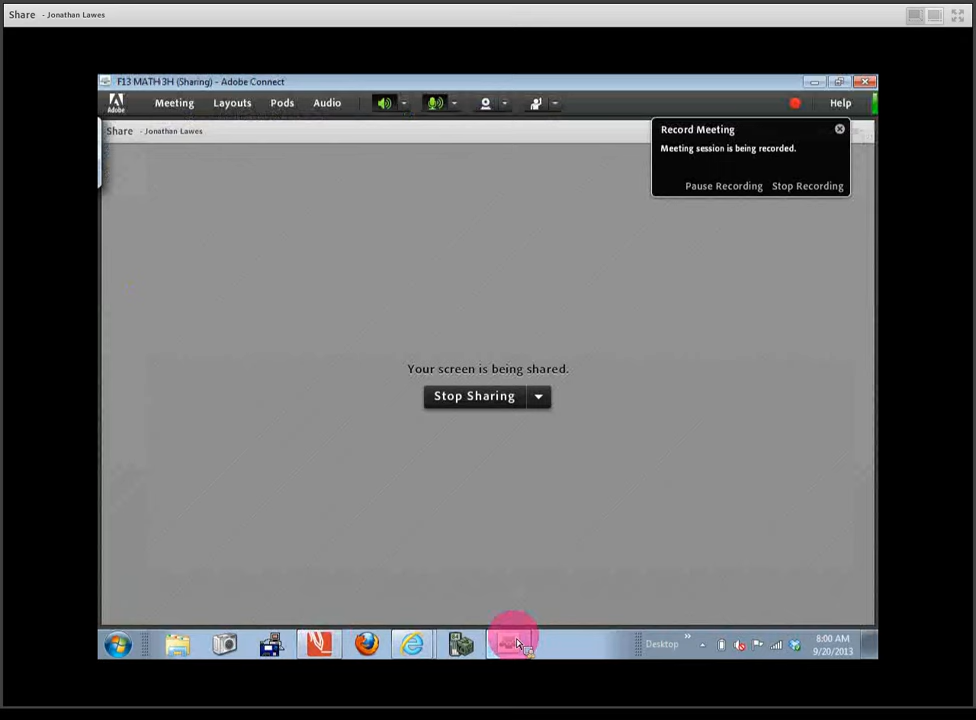 Share - Jonathan Lawes
F13 MATH 3H (Sharing) - Adobe Connect
Adobe Meeting Layouts Pods Audio Help
Share - Jonathan Lawes
Record Meeting
Meeting session is being recorded.
Pause Recording Stop Recording
Your screen is being shared.
Stop Sharing
Desktop
8:00 AM
9/20/2013